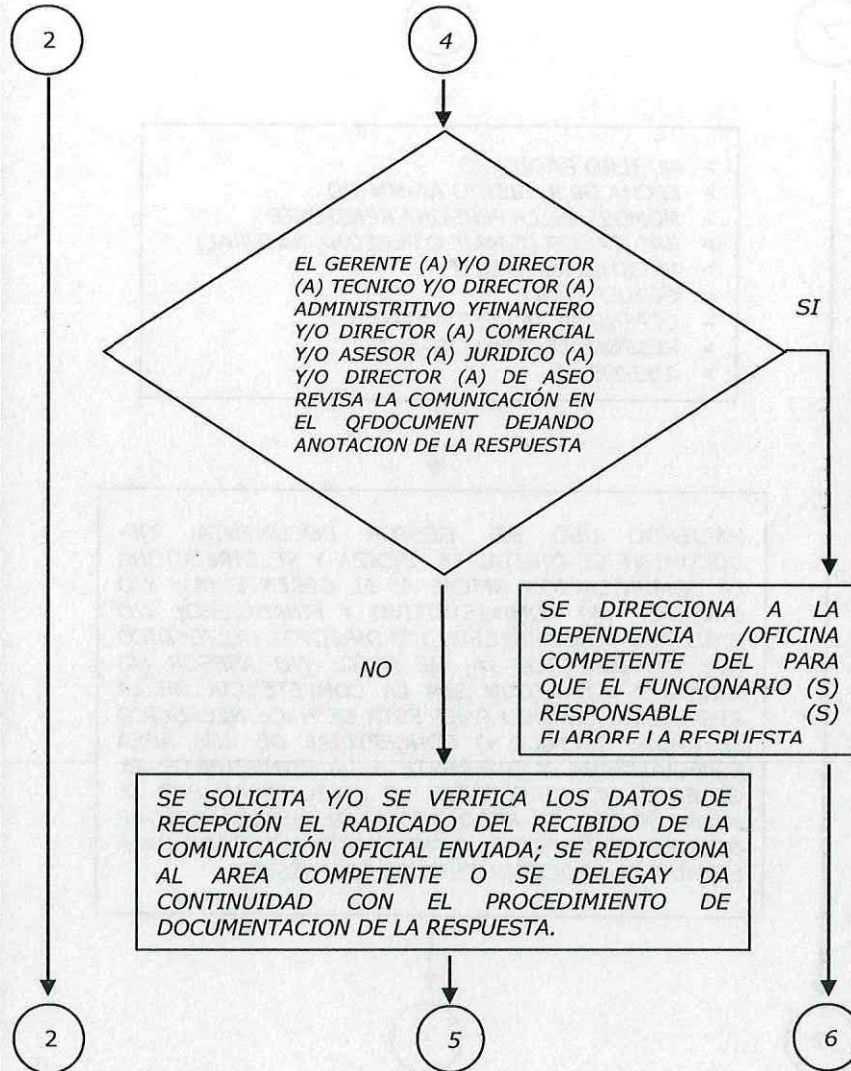 2
4
EL GERENTE (A) Y/O DIRECTOR
(A) TECNICO Y/O DIRECTOR (A)
ADMINISTRITIVO YFINANCIERO
Y/O DIRECTOR (A) COMERCIAL
Y/O ASESOR (A) JURIDICO (A)
Y/O DIRECTOR (A) DE ASEO
REVISA LA COMUNICACIÓN EN
EL QFDOCUMENT DEJANDO
ANOTACION DE LA RESPUESTA
SI
NO
SE DIRECCIONA A LA
DEPENDENCIA /OFICINA
COMPETENTE DEL PARA
QUE EL FUNCIONARIO (S)
RESPONSABLE (S)
ELABORE LA RESPUESTA
SE SOLICITA Y/O SE VERIFICA LOS DATOS DE
RECEPCIÓN EL RADICADO DEL RECIBIDO DE LA
COMUNICACIÓN OFICIAL ENVIADA; SE REDICCIONA
AL AREA COMPETENTE O SE DELEGAY DA
CONTINUIDAD CON EL PROCEDIMIENTO DE
DOCUMENTACION DE LA RESPUESTA.
2
5
6